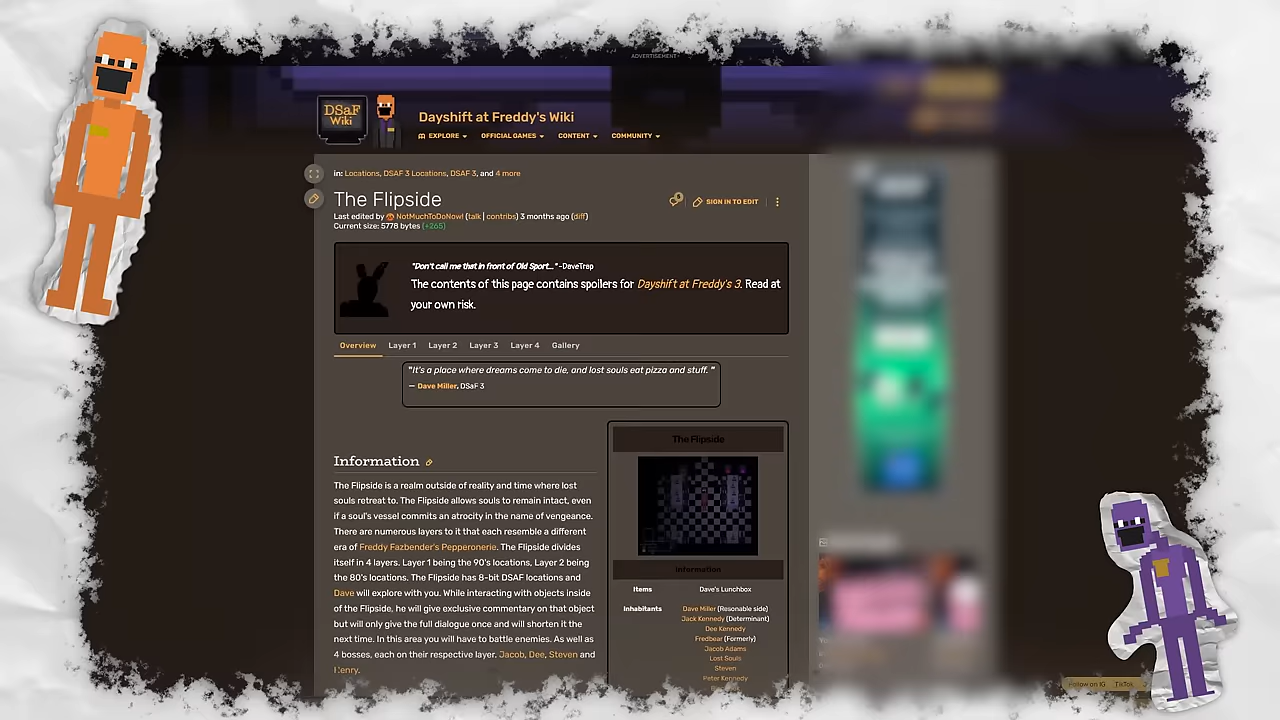 ADVERTISEMENT
DSaF
Wiki
Dayshift at Freddy's Wiki
EXPLORE
OFFICIAL GAMES
CONTENT
COMMUNITY
in: Locations, DSAF 3 Locations, DSAF 3, and 4 more
The Flipside
SIGN IN TO EDIT
Last edited by NotMuchToDoNow! (talk | contribs) 3 months ago (diff)
Current size: 5778 bytes (+265)
"Don't call me that in front of Old Sport..." -DaveTrap
The contents of this page contains spoilers for Dayshift at Freddy's 3. Read at
your own risk.
Overview
Layer 1
Layer 2
Layer 3
Layer 4
Gallery
"It's a place where dreams come to die, and lost souls eat pizza and stuff. "
— Dave Miller, DSaF 3
Information
The Flipside is a realm outside of reality and time where lost
souls retreat to. The Flipside allows souls to remain intact, even
if a soul's vessel commits an atrocity in the name of vengeance.
There are numerous layers to it that each resemble a different
era of Freddy Fazbender's Pepperonerie. The Flipside divides
itself in 4 layers. Layer 1 being the 90's locations, Layer 2 being
the 80's locations. The Flipside has 8-bit DSAF locations and
Dave will explore with you. While interacting with objects inside
of the Flipside, he will give exclusive commentary on that object
but will only give the full dialogue once and will shorten it the
next time. In this area you will have to battle enemies. As well as
4 bosses, each on their respective layer. Jacob, Dee, Steven and
Henry.
The Flipside
Information
Items
Dave's Lunchbox
Inhabitants
Dave Miller (Resonable side)
Jack Kennedy (Determinant)
Dee Kennedy
Fredbear (Formerly)
Jacob Adams
Lost Souls
Steven
Peter Kennedy
Follow on IG
TikTok